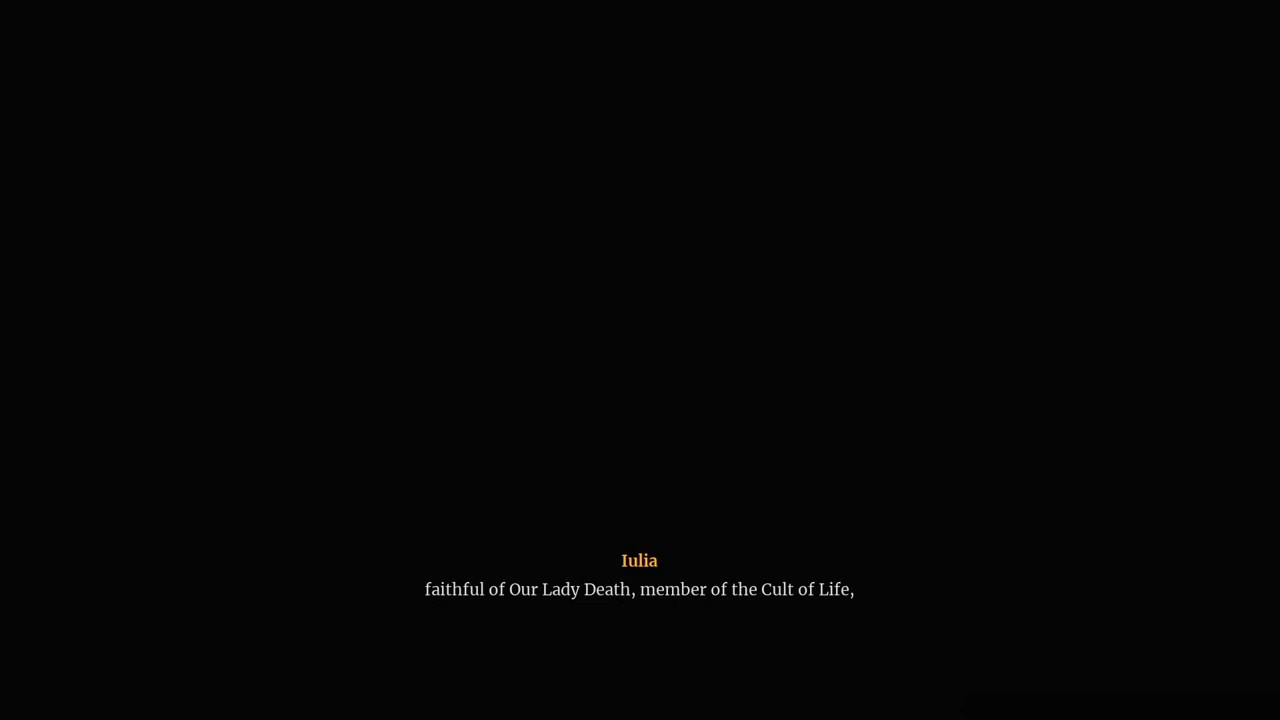 Iulia
faithful of Our Lady Death, member of the Cult of Life,